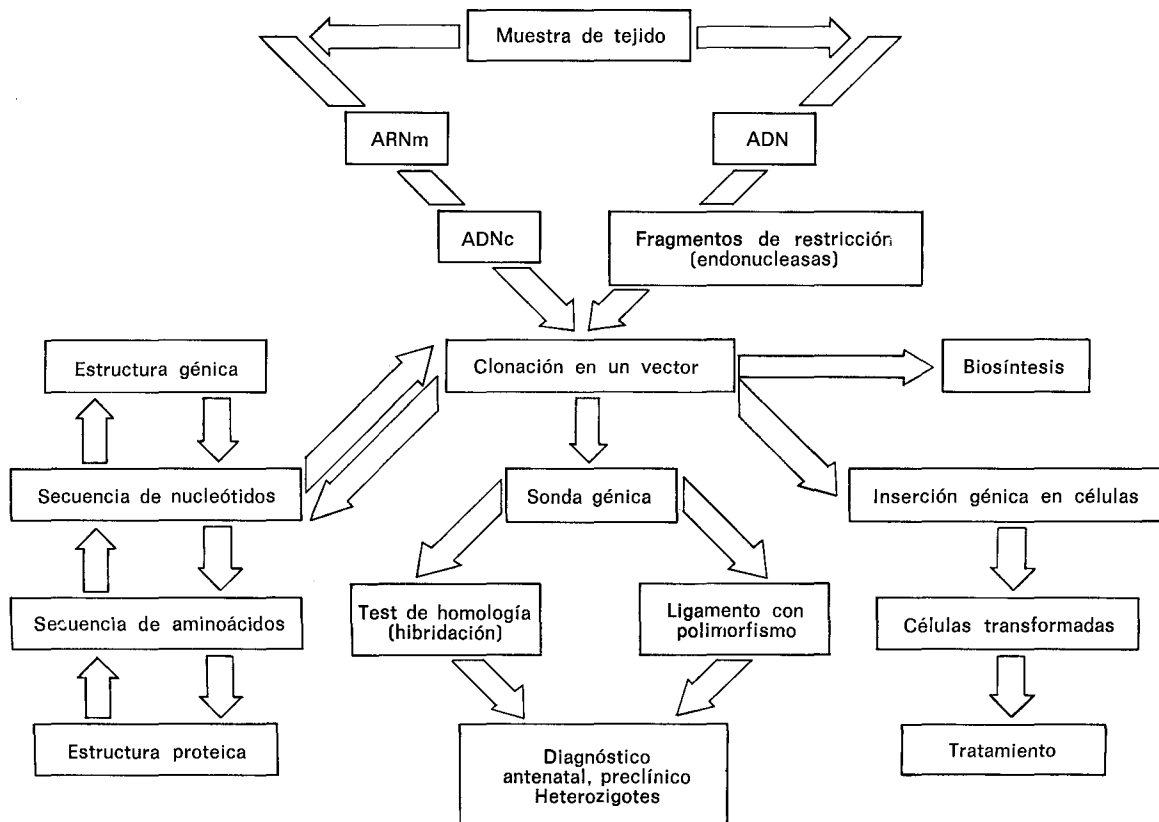 Muestra de tejido
ARNm
ADN
ADNc
Fragmentos de restricción
(endonucleasas)
Estructura génica
Clonación en un vector
Biosíntesis
Secuencia de nucleótidos
Sonda génica
Inserción génica en células
Secuencia de aminoácidos
Test de homología
(hibridación)
Ligamento con
polimorfismo
Células transformadas
Estructura proteica
Diagnóstico
antenatal, preclínico
Heterozigotes
Tratamiento